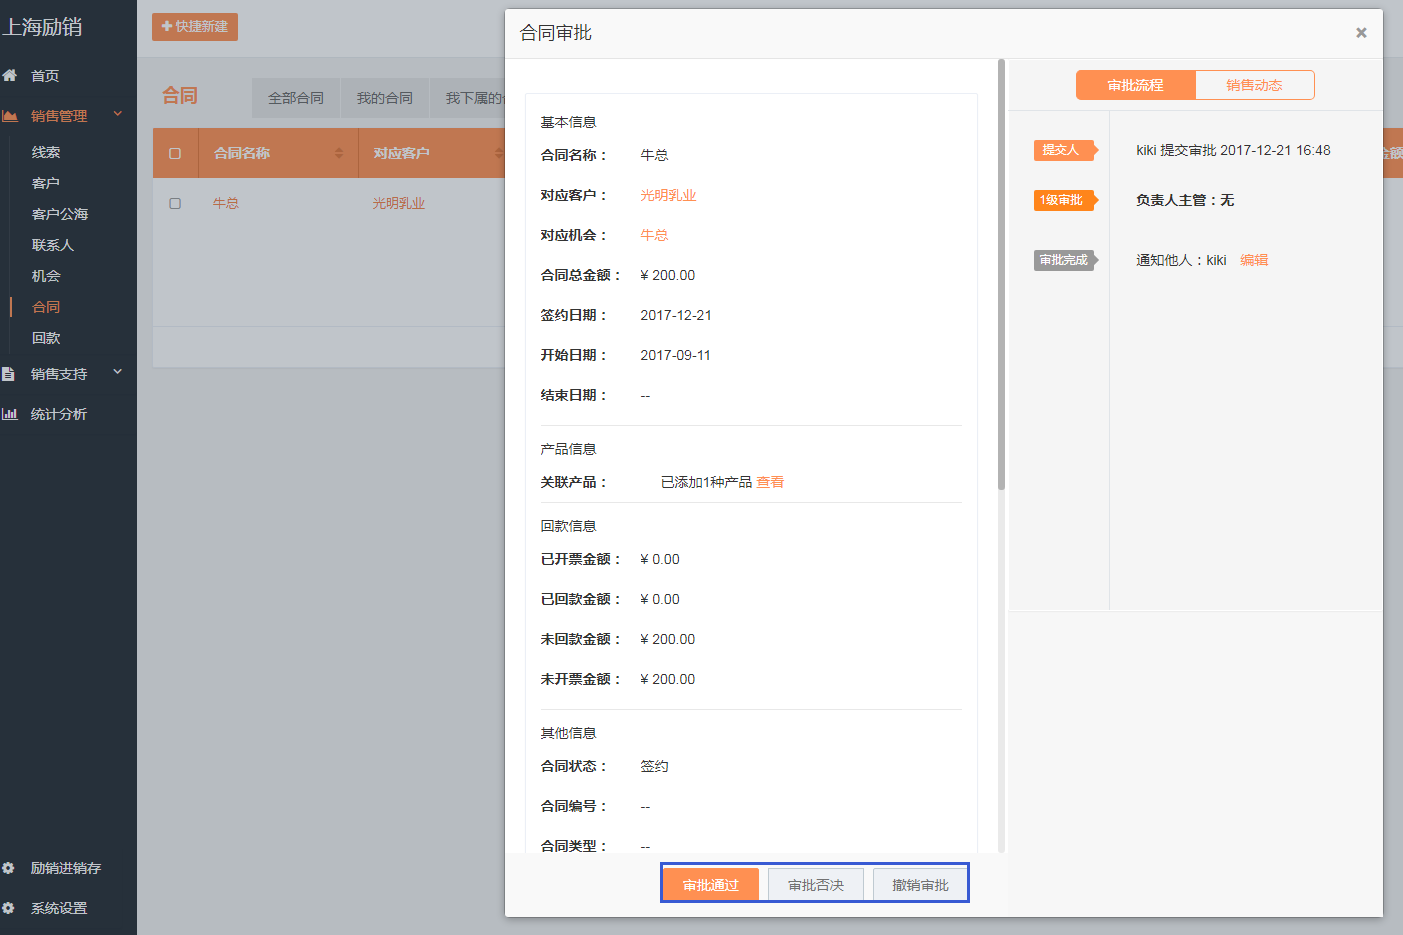 上海励销
首页
销售管理
线索
客户
客户公海
联系人
机会
合同
回款
销售支持
统计分析
励销进销存
系统设置
快捷新建
合同
全部合同
我的合同
我下属的
合同名称
对应客户
金额
牛总
光明乳业
合同审批
基本信息
合同名称： 牛总
对应客户： 光明乳业
对应机会： 牛总
合同总金额： ¥ 200.00
签约日期： 2017-12-21
开始日期： 2017-09-11
结束日期： --
产品信息
关联产品： 已添加1种产品 查看
回款信息
已开票金额： ¥ 0.00
已回款金额： ¥ 0.00
未回款金额： ¥ 200.00
未开票金额： ¥ 200.00
其他信息
合同状态： 签约
合同编号： --
合同类型： --
审批流程
销售动态
提交人 kiki 提交审批 2017-12-21 16:48
1级审批 负责人主管：无
审批完成 通知他人：kiki 编辑
审批通过
审批否决
撤销审批